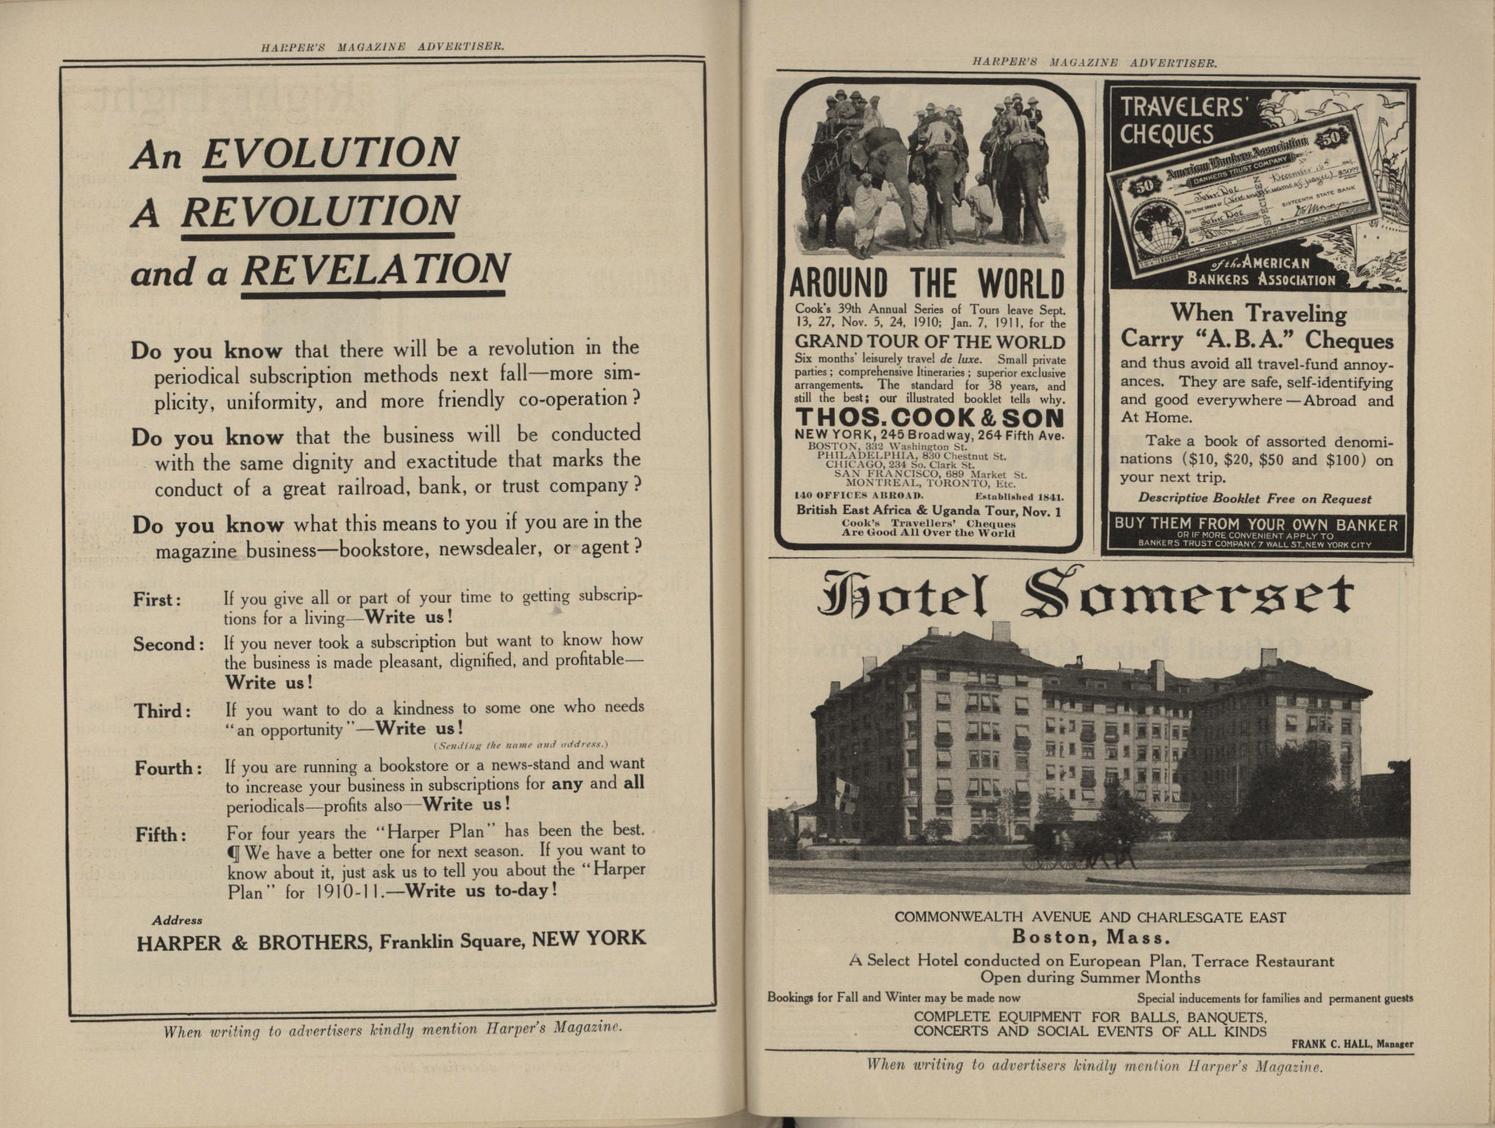 HARPER'S MAGAZINE ADVERTISER.
An EVOLUTION
A REVOLUTION
and a REVELATION
Do you know that there will be a revolution in the
periodical subscription methods next fall—more sim-
plicity, uniformity, and more friendly co-operation?
Do you know that the business will be conducted
with the same dignity and exactitude that marks the
conduct of a great railroad, bank, or trust company?
Do you know what this means to you if you are in the
magazine business—bookstore, newsdealer, or agent?
First: If you give all or part of your time to getting subscrip-
tions for a living—Write us!
Second: If you never took a subscription but want to know how
the business is made pleasant, dignified, and profitable—
Write us!
Third: If you want to do a kindness to some one who needs
"an opportunity"—Write us!
(Sending the name and address.)
Fourth: If you are running a bookstore or a news-stand and want
to increase your business in subscriptions for any and all
periodicals—profits also—Write us!
Fifth: For four years the "Harper Plan" has been the best.
¶ We have a better one for next season. If you want to
know about it, just ask us to tell you about the "Harper
Plan" for 1910-11.—Write us to-day!
Address
HARPER & BROTHERS, Franklin Square, NEW YORK
When writing to advertisers kindly mention Harper's Magazine.
HARPER'S MAGAZINE ADVERTISER.
AROUND THE WORLD
Cook's 39th Annual Series of Tours leave Sept.
13, 27, Nov. 5, 24, 1910; Jan. 7, 1911, for the
GRAND TOUR OF THE WORLD
Six months' leisurely travel de luxe. Small private
parties; comprehensive Itineraries; superior exclusive
arrangements. The standard for 38 years, and
still the best; our illustrated booklet tells why.
THOS. COOK & SON
NEW YORK, 245 Broadway, 264 Fifth Ave.
BOSTON, 332 Washington St.
PHILADELPHIA, 830 Chestnut St.
CHICAGO, 234 So. Clark St.
SAN FRANCISCO, 689 Market St.
MONTREAL, TORONTO, Etc.
140 OFFICES ABROAD. Established 1841.
British East Africa & Uganda Tour, Nov. 1
Cook's Travellers' Cheques
Are Good All Over the World
TRAVELERS'
CHEQUES
50 American Bankers Association 50
BANKERS TRUST COMPANY
SPECIMEN
John Doe
SIXTEENTH STATE BANK
John Doe
of the AMERICAN
BANKERS ASSOCIATION
When Traveling
Carry "A.B.A." Cheques
and thus avoid all travel-fund annoy-
ances. They are safe, self-identifying
and good everywhere—Abroad and
At Home.
Take a book of assorted denomi-
nations ($10, $20, $50 and $100) on
your next trip.
Descriptive Booklet Free on Request
BUY THEM FROM YOUR OWN BANKER
OR IF MORE CONVENIENT APPLY TO
BANKERS TRUST COMPANY, 7 WALL ST., NEW YORK CITY
Hotel Somerset
COMMONWEALTH AVENUE AND CHARLESGATE EAST
Boston, Mass.
A Select Hotel conducted on European Plan, Terrace Restaurant
Open during Summer Months
Bookings for Fall and Winter may be made now Special inducements for families and permanent guests
COMPLETE EQUIPMENT FOR BALLS, BANQUETS,
CONCERTS AND SOCIAL EVENTS OF ALL KINDS
FRANK C. HALL, Manager
When writing to advertisers kindly mention Harper's Magazine.